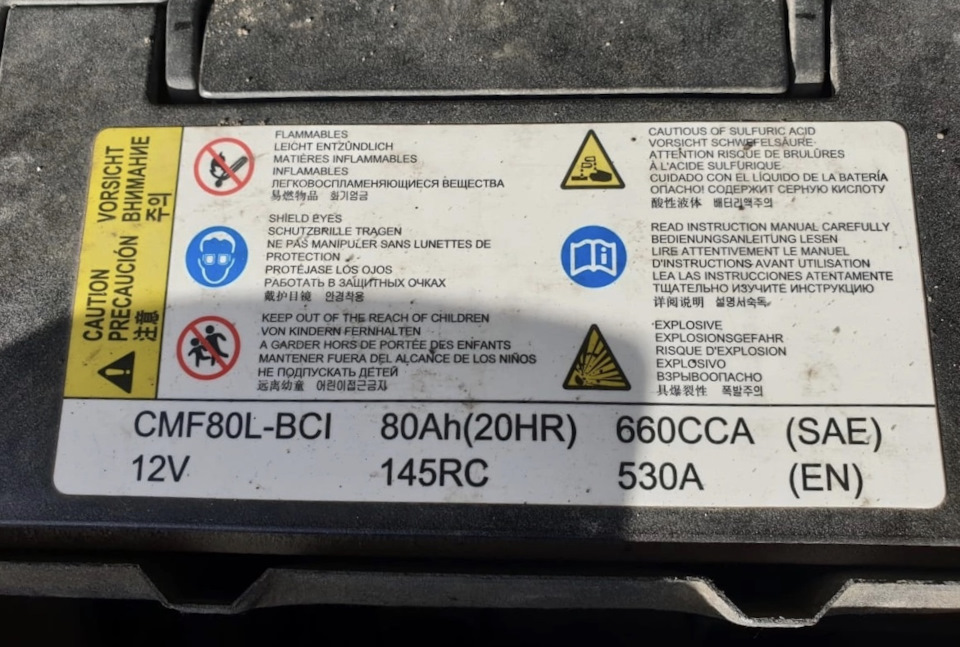 CAUTION VORSICHT
PRECAUCIÓN ВНИМАНИЕ
注意 주의
FLAMMABLES
LEICHT ENTZÜNDLICH
MATIÈRES INFLAMMABLES
INFLAMABLES
ЛЕГКОВОСПЛАМЕНЯЮЩИЕСЯ ВЕЩЕСТВА
易燃物品 화기엄금
SHIELD EYES
SCHUTZBRILLE TRAGEN
NE PAS MANIPULER SANS LUNETTES DE
PROTECTION
PROTÉJASE LOS OJOS
РАБОТАТЬ В ЗАЩИТНЫХ ОЧКАХ
戴护目镜 안경착용
KEEP OUT OF THE REACH OF CHILDREN
VON KINDERN FERNHALTEN
A GARDER HORS DE PORTÉE DES ENFANTS
MANTENER FUERA DEL ALCANCE DE LOS NIÑOS
НЕ ПОДПУСКАТЬ ДЕТЕЙ
远离幼童 어린이접근금지
CAUTIOUS OF SULFURIC ACID
VORSICHT SCHWEFELSÄURE
ATTENTION RISQUE DE BRULÛRES
À L'ACIDE SULFURIQUE
CUIDADO CON EL LÍQUIDO DE LA BATERÍA
ОПАСНО! СОДЕРЖИТ СЕРНУЮ КИСЛОТУ
酸性液体 배터리액주의
READ INSTRUCTION MANUAL CAREFULLY
BEDIENUNGSANLEITUNG LESEN
LIRE ATTENTIVEMENT LE MANUEL
D'INSTRUCTIONS AVANT UTILISATION
LEA LAS INSTRUCCIONES ATENTAMENTE
ТЩАТЕЛЬНО ИЗУЧИТЕ ИНСТРУКЦИЮ
详阅说明 설명서숙독
EXPLOSIVE
EXPLOSIONSGEFAHR
RISQUE D'EXPLOSION
EXPLOSIVO
ВЗРЫВООПАСНО
具爆裂性 폭발주의
CMF80L-BCI 80Ah(20HR) 660CCA (SAE)
12V 145RC 530A (EN)